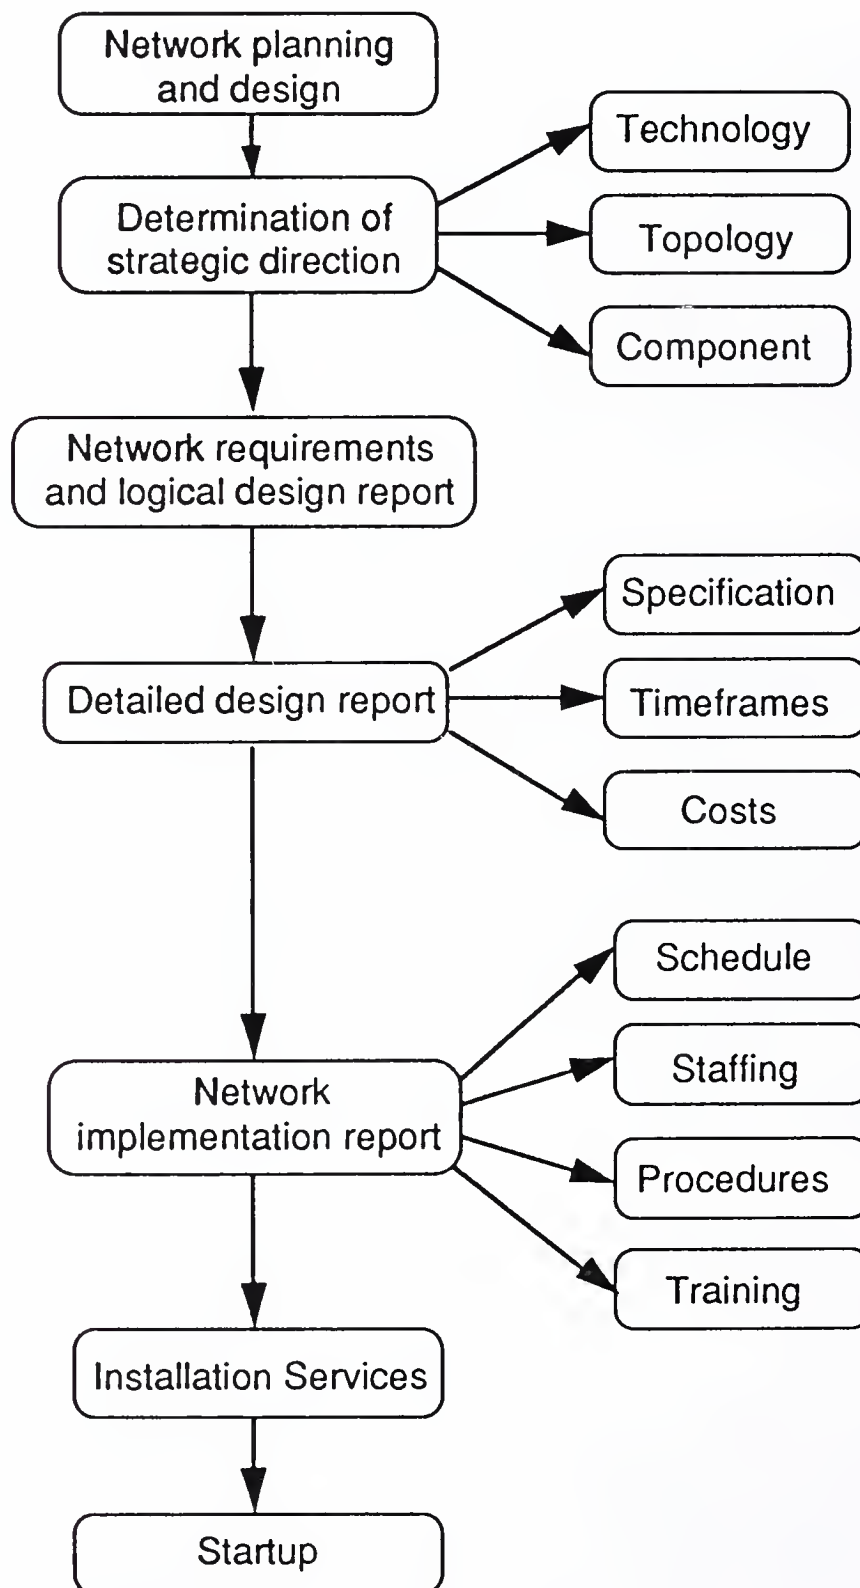 Network planning
and design
Technology
Determination of
strategic direction
Topology
Component
Network requirements
and logical design report
Specification
Detailed design report
Timeframes
Costs
Schedule
Network
implementation report
Staffing
Procedures
Training
Installation Services
Startup